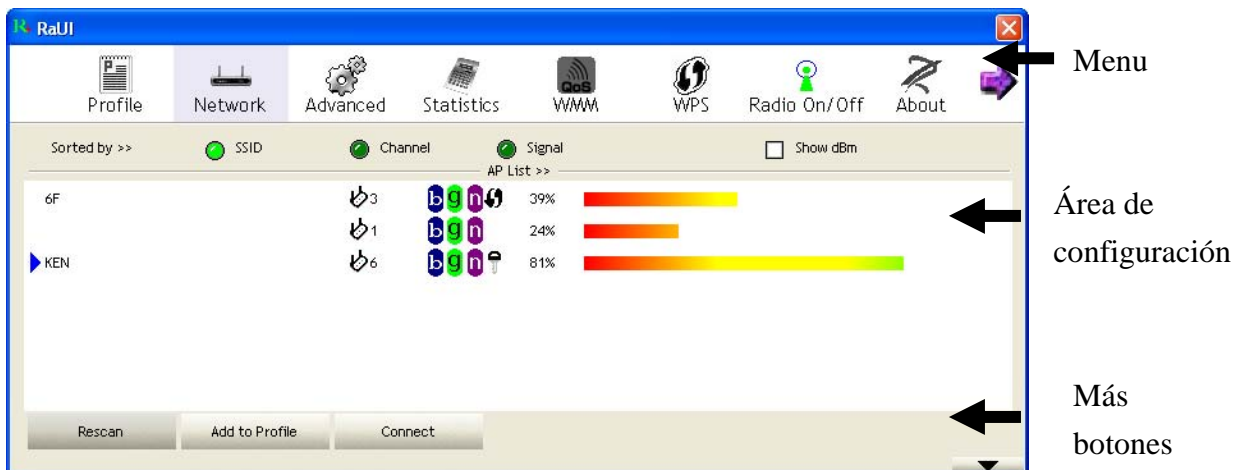 RaUI
Profile Network Advanced Statistics QoS WMM WPS Radio On/Off About
Menu
Sorted by >> SSID Channel Signal Show dBm
AP List >>
6F 3 b g n 39%
1 b g n 24%
KEN 6 b g n 81%
Área de
configuración
Rescan Add to Profile Connect
Más
botones